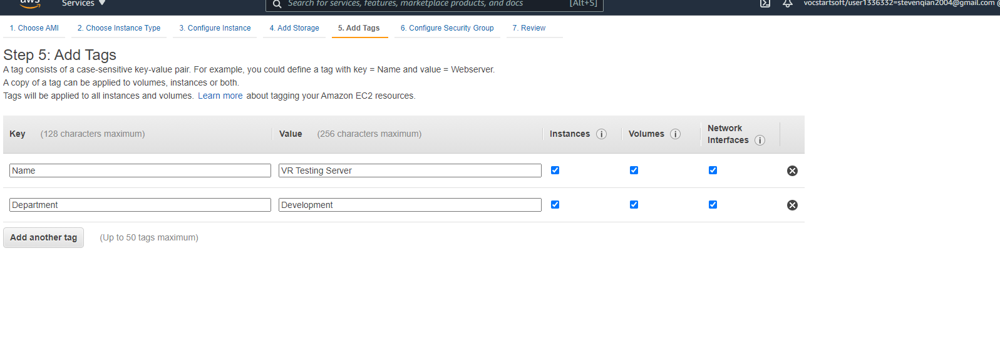 aws Services Search for services, features, marketplace products, and docs [Alt+S] vocstartsoft/user1336332=stevenqian2004@gmail.com @
1. Choose AMI 2. Choose Instance Type 3. Configure Instance 4. Add Storage 5. Add Tags 6. Configure Security Group 7. Review
Step 5: Add Tags
A tag consists of a case-sensitive key-value pair. For example, you could define a tag with key = Name and value = Webserver.
A copy of a tag can be applied to volumes, instances or both.
Tags will be applied to all instances and volumes. Learn more about tagging your Amazon EC2 resources.
Key (128 characters maximum) Value (256 characters maximum) Instances i Volumes i Network
Interfaces i
Name VR Testing Server
Department Development
Add another tag (Up to 50 tags maximum)